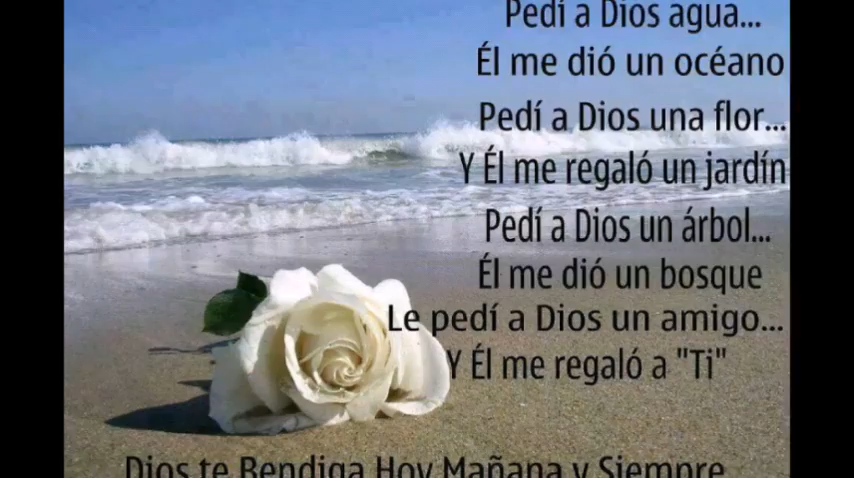 Pedí a Dios agua...
Él me dió un océano
Pedí a Dios una flor...
Y Él me regaló un jardín
Pedí a Dios un árbol...
Él me dió un bosque
Le pedí a Dios un amigo...
Y Él me regaló a "Ti"
Dios te Bendiga Hoy Mañana y Siempre